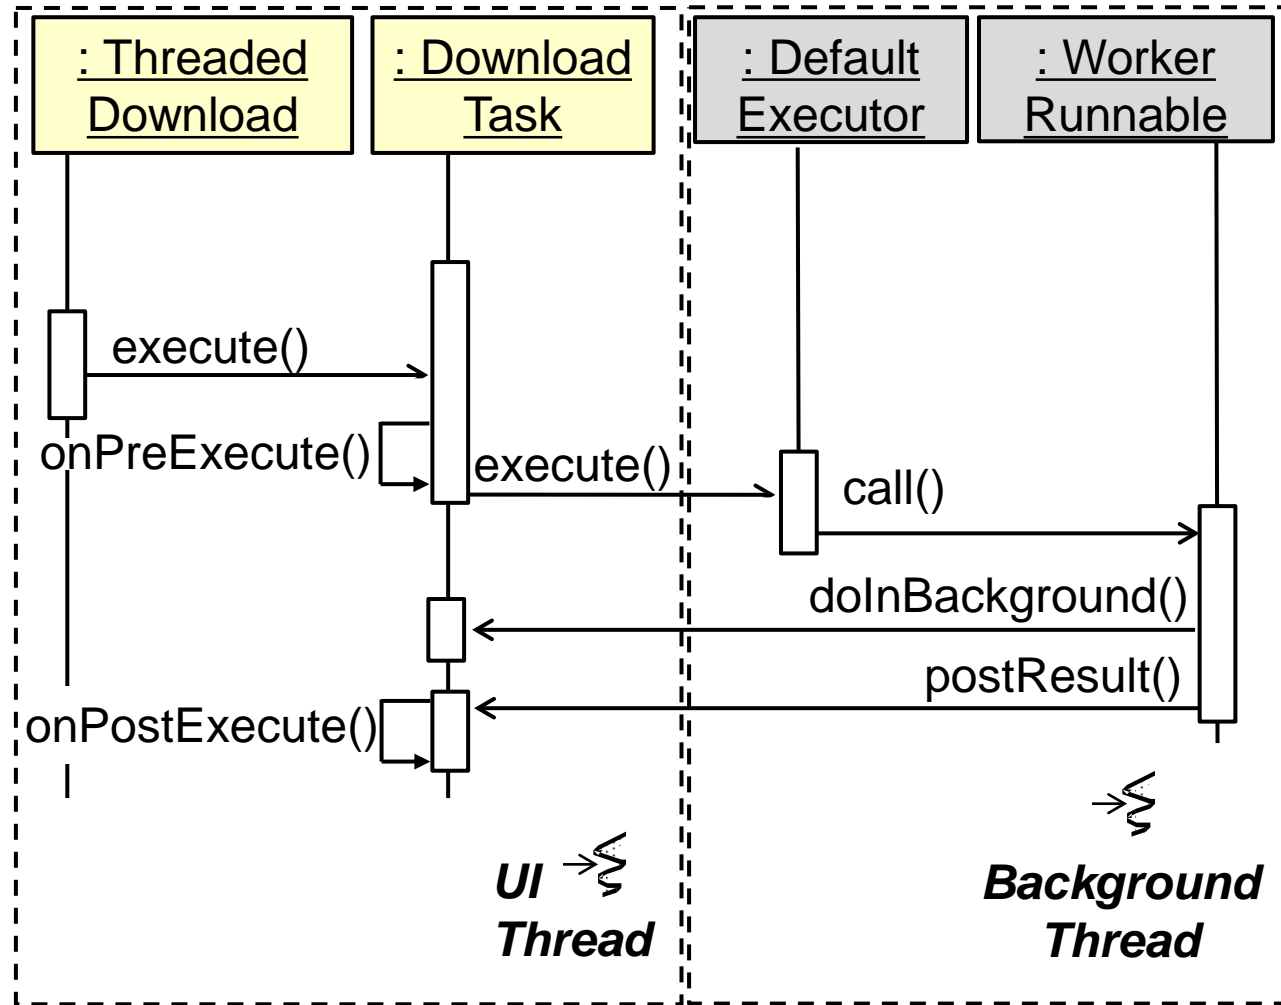 : Threaded
Download
: Download
Task
: Default
Executor
: Worker
Runnable
execute()
onPreExecute()
execute()
call()
doInBackground()
postResult()
onPostExecute()
UI
Thread
Background
Thread